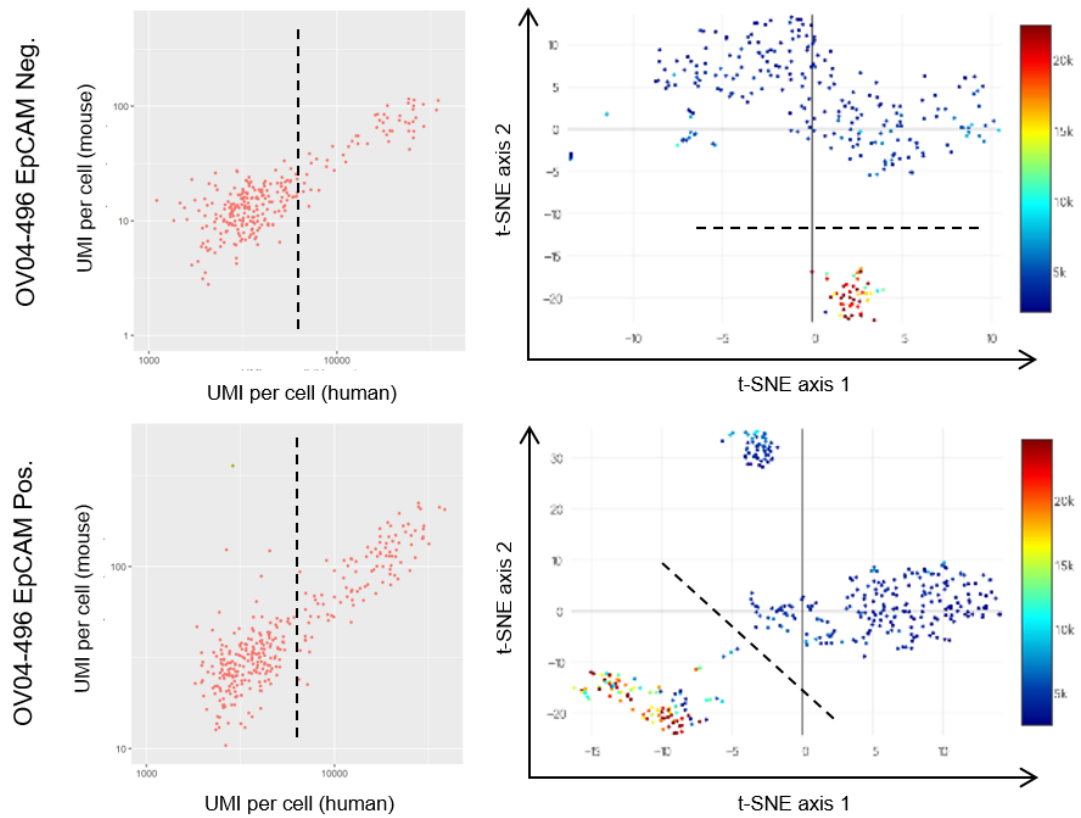 OV04-496 EpCAM Neg.
UMI per cell (mouse)
100
10
1
1000
10000
UMI per cell (human)
t-SNE axis 2
10
5
0
−5
−10
−15
−20
−10
−5
0
5
10
t-SNE axis 1
20k
15k
10k
5k
OV04-496 EpCAM Pos.
UMI per cell (mouse)
100
10
1000
10000
UMI per cell (human)
t-SNE axis 2
30
20
10
0
−10
−20
−15
−10
−5
0
5
10
t-SNE axis 1
20k
15k
10k
5k